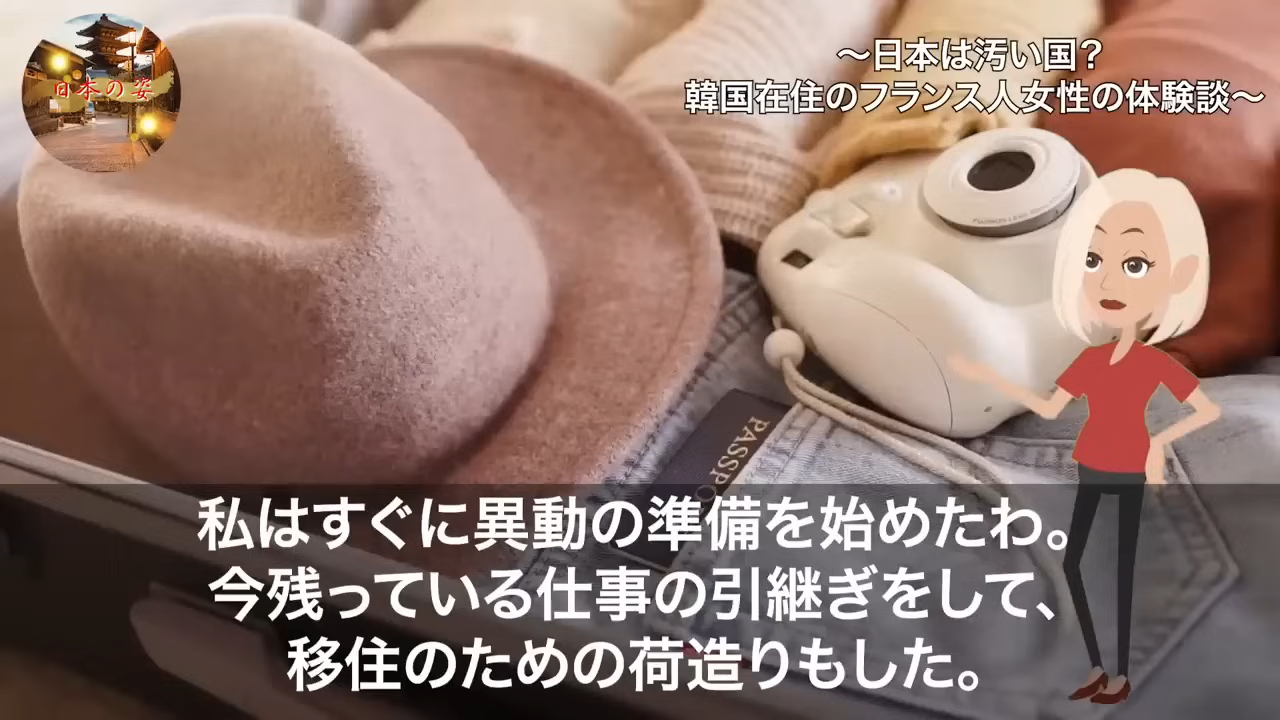 日本の姿
~日本は汚い国?
韓国在住のフランス人女性の体験談~
PASSPO
私はすぐに異動の準備を始めたわ。
今残っている仕事の引継ぎをして、
移住のための荷造りもした。